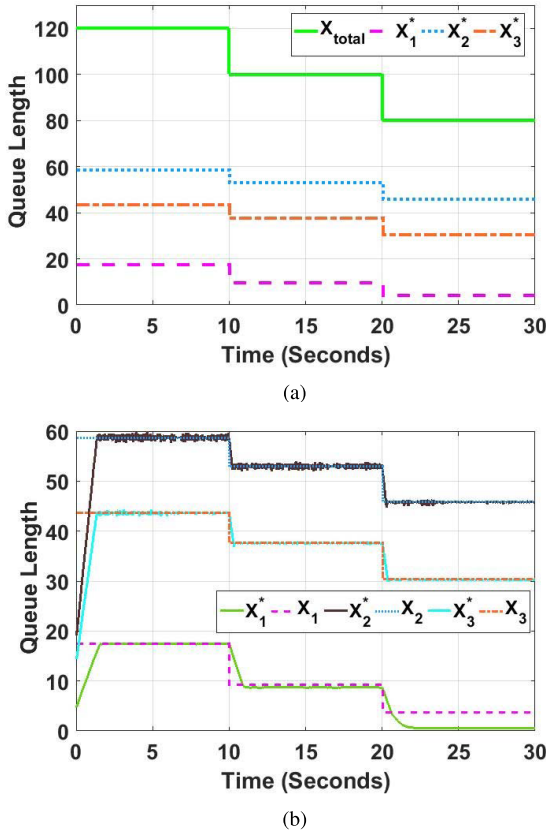 X_total X_1^* X_2^* X_3^*
120
100
80
60
40
20
0
Queue Length
0 5 10 15 20 25 30
Time (Seconds)
(a)
60
50
40
30
20
10
0
Queue Length
X_1^* X_1 X_2^* X_2 X_3^* X_3
0 5 10 15 20 25 30
Time (Seconds)
(b)